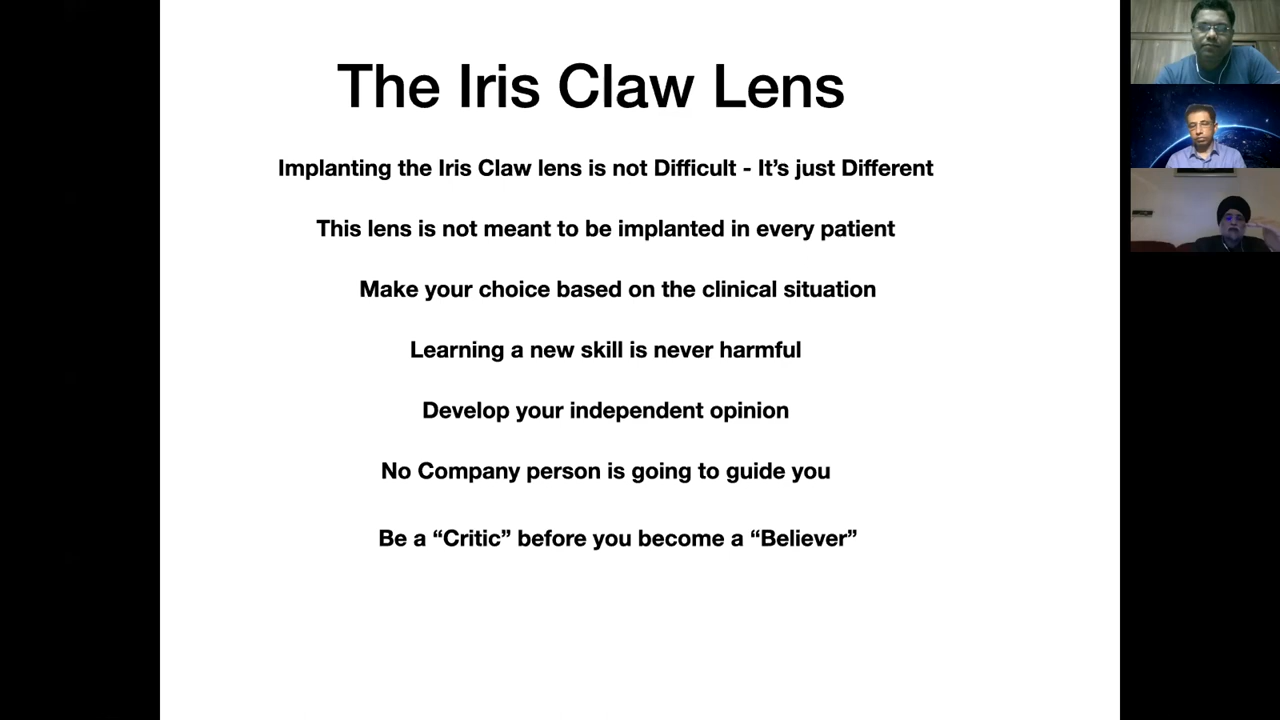 The Iris Claw Lens
Implanting the Iris Claw lens is not Difficult - It’s just Different
This lens is not meant to be implanted in every patient
Make your choice based on the clinical situation
Learning a new skill is never harmful
Develop your independent opinion
No Company person is going to guide you
Be a “Critic” before you become a “Believer”